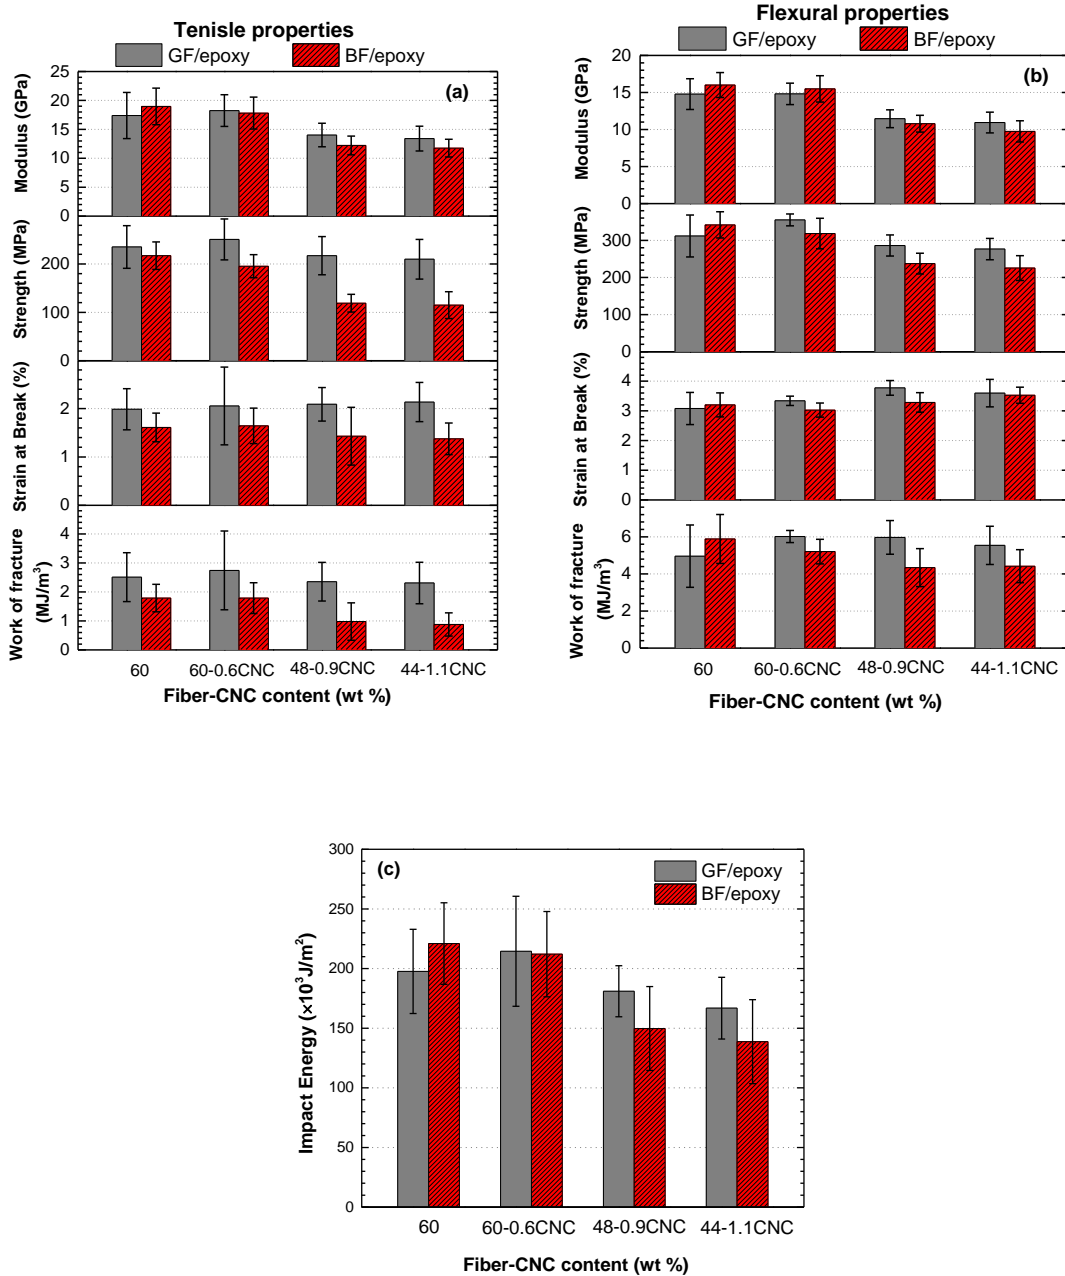 Tenisle properties
GF/epoxy BF/epoxy
(a)
Modulus (GPa)
25
20
15
10
5
0
Strength (MPa)
200
100
0
Strain at Break (%)
2
1
0
Work of fracture
(MJ/m³)
4
3
2
1
0
60 60-0.6CNC 48-0.9CNC 44-1.1CNC
Fiber-CNC content (wt %)
Flexural properties
GF/epoxy BF/epoxy
(b)
Modulus (GPa)
20
15
10
5
0
Strength (MPa)
300
200
100
0
Strain at Break (%)
4
3
2
1
0
Work of fracture
(MJ/m³)
6
4
2
0
60 60-0.6CNC 48-0.9CNC 44-1.1CNC
Fiber-CNC content (wt %)
(c)
GF/epoxy
BF/epoxy
Impact Energy (×10³J/m²)
300
250
200
150
100
50
0
60 60-0.6CNC 48-0.9CNC 44-1.1CNC
Fiber-CNC content (wt %)